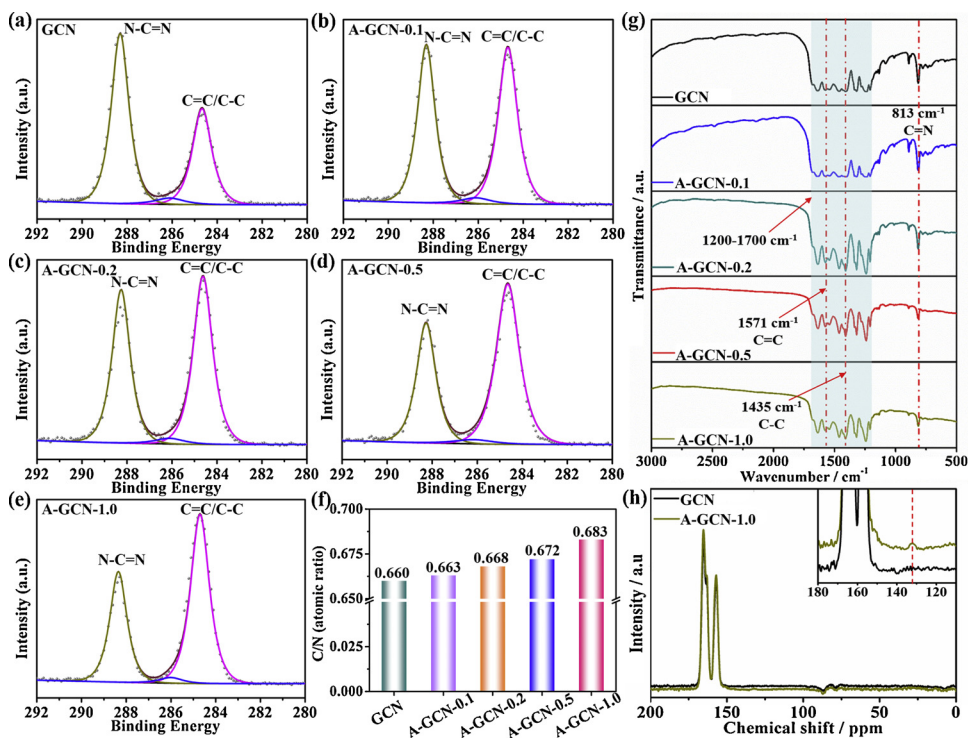 (a)
GCN
N-C=N
C=C/C-C
Intensity (a.u.)
292 290 288 286 284 282 280
Binding Energy
(b)
A-GCN-0.1
N-C=N
C=C/C-C
Intensity (a.u.)
292 290 288 286 284 282 280
Binding Energy
(c)
A-GCN-0.2
N-C=N
C=C/C-C
Intensity (a.u.)
292 290 288 286 284 282 280
Binding Energy
(d)
A-GCN-0.5
N-C=N
C=C/C-C
Intensity (a.u.)
292 290 288 286 284 282 280
Binding Energy
(e)
A-GCN-1.0
N-C=N
C=C/C-C
Intensity (a.u.)
292 290 288 286 284 282 280
Binding Energy
(f)
C/N (atomic ratio)
0.700
0.675
0.650
0.025
0.000
0.660
0.663
0.668
0.672
0.683
GCN
A-GCN-0.1
A-GCN-0.2
A-GCN-0.5
A-GCN-1.0
(g)
Transmittance / a.u.
GCN
813 cm⁻¹
C=N
A-GCN-0.1
1200-1700 cm⁻¹
A-GCN-0.2
1571 cm⁻¹
C=C
A-GCN-0.5
1435 cm⁻¹
C-C
A-GCN-1.0
3000 2500 2000 1500 1000 500
Wavenumber / cm⁻¹
(h)
GCN
A-GCN-1.0
Intensity / a.u
180 160 140 120
200 150 100 50 0
Chemical shift / ppm